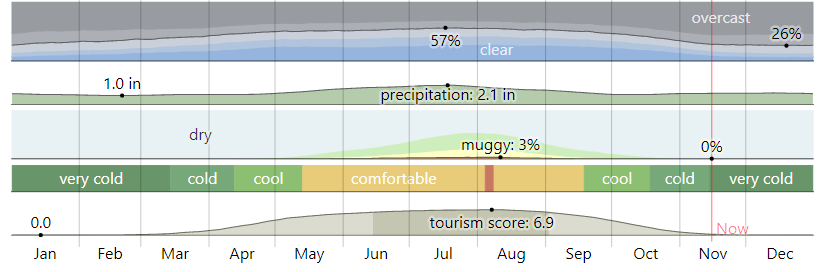 overcast
26%
57%
clear
1.0 in
precipitation: 2.1 in
dry
muggy: 3%
0%
very cold cold cool comfortable cool cold very cold
0.0
tourism score: 6.9
Now
Jan Feb Mar Apr May Jun Jul Aug Sep Oct Nov Dec